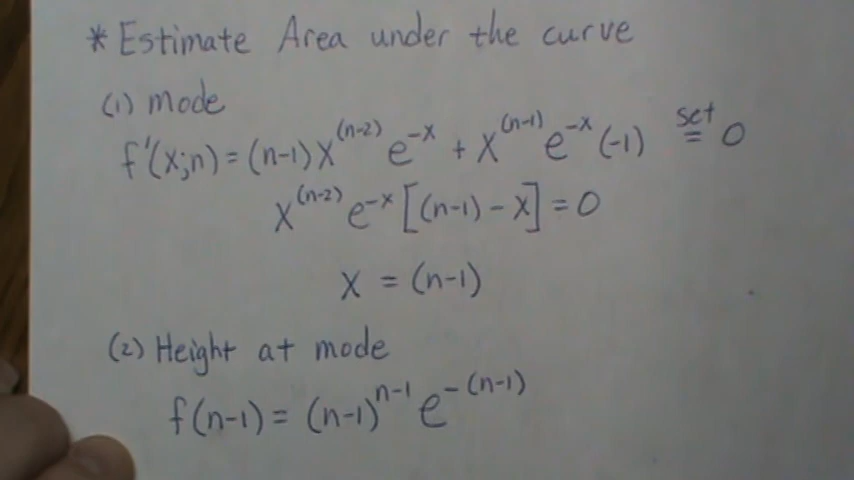 * Estimate Area under the curve
(1) mode
f'(x;n) = (n-1)x^(n-2) e^-x + x^(n-1) e^-x (-1) set = 0
x^(n-2) e^-x [(n-1) - x] = 0
x = (n-1)
(2) Height at mode
f(n-1) = (n-1)^n-1 e^-(n-1)